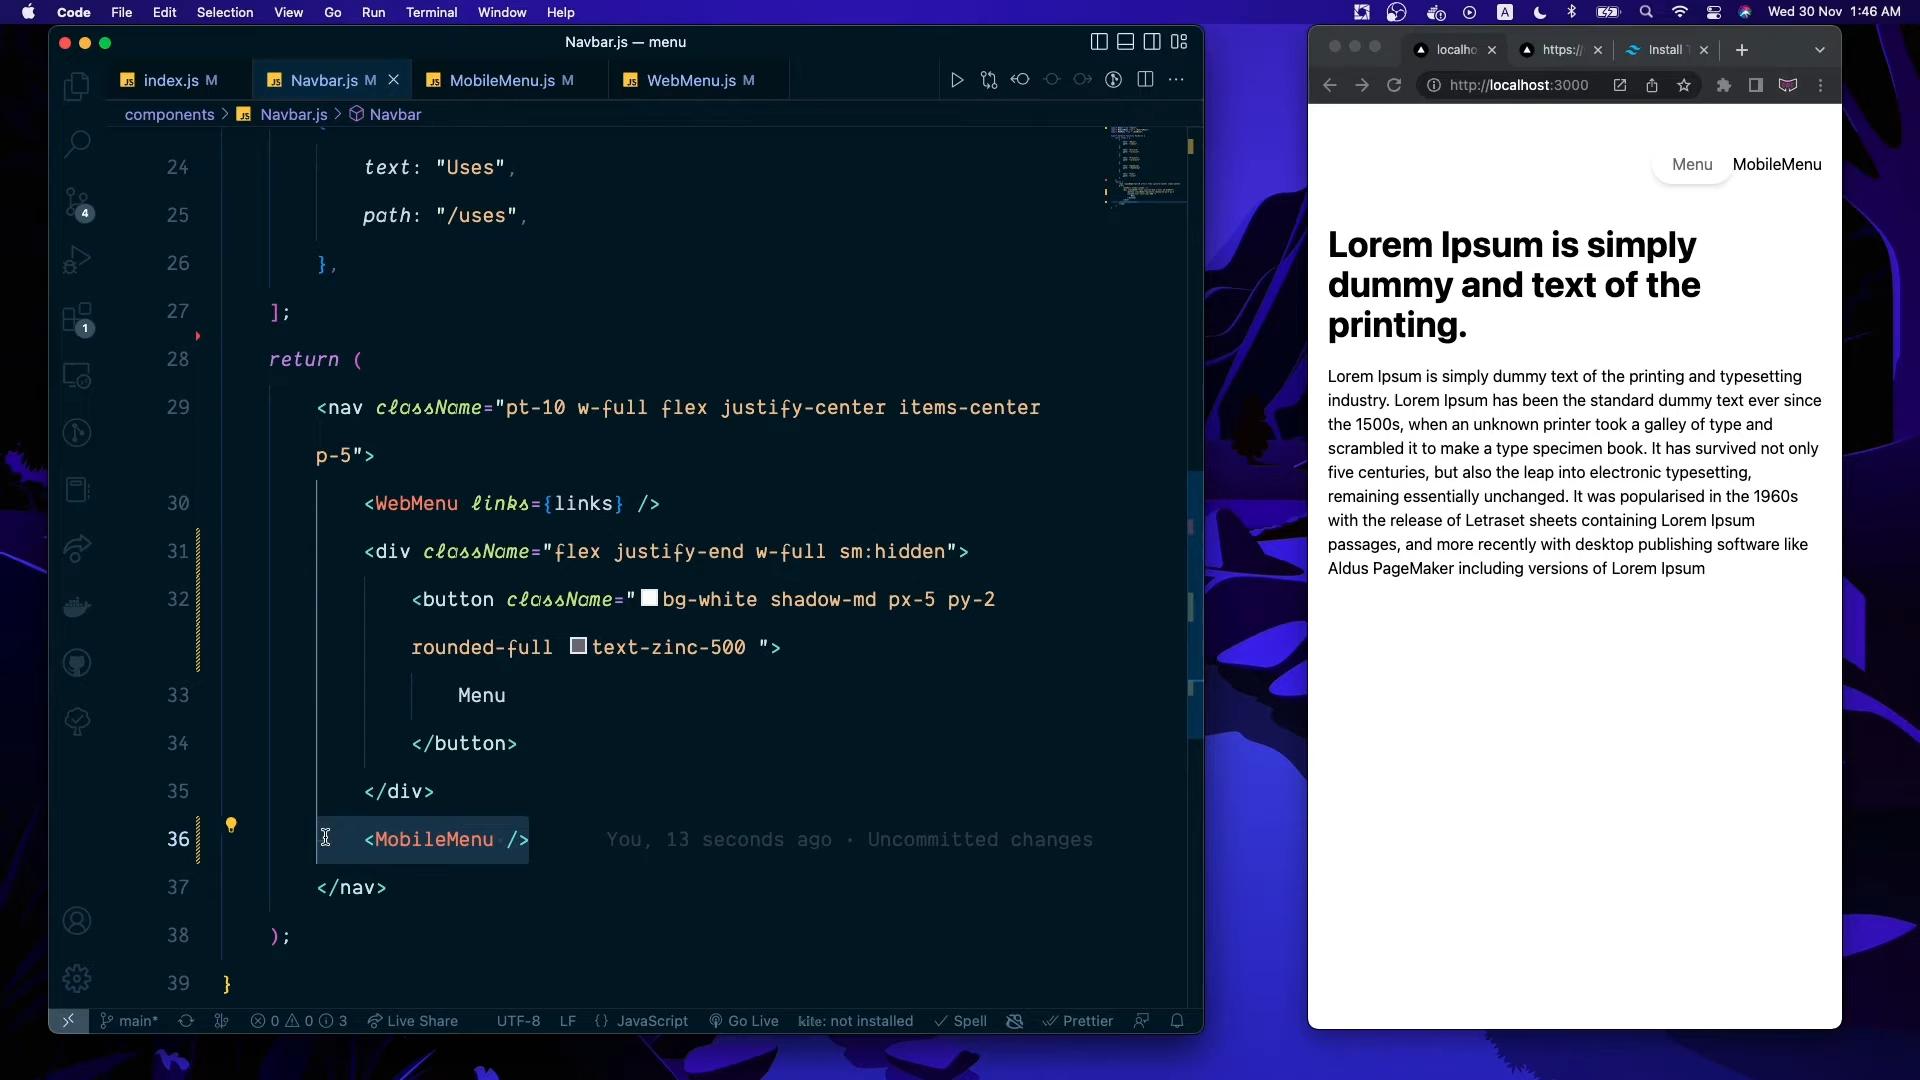 Code File Edit Selection View Go Run Terminal Window Help
A
Wed 30 Nov 1:46 AM
Navbar.js — menu
JS index.js M
JS Navbar.js M
JS MobileMenu.js M
JS WebMenu.js M
components > JS Navbar.js > Navbar
24 text: "Uses",
25 path: "/uses",
26 },
27 ];
28 return (
29 <nav className="pt-10 w-full flex justify-center items-center
p-5">
30 <WebMenu links={links} />
31 <div className="flex justify-end w-full sm:hidden">
32 <button className="bg-white shadow-md px-5 py-2
rounded-full text-zinc-500 ">
33 Menu
34 </button>
35 </div>
36 <MobileMenu /> You, 13 seconds ago • Uncommitted changes
37 </nav>
38 );
39 }
4
1
main* 0 0 3 Live Share UTF-8 LF {} JavaScript Go Live kite: not installed Spell Prettier
localho
https:/
Install
http://localhost:3000
Menu MobileMenu
Lorem Ipsum is simply
dummy and text of the
printing.
Lorem Ipsum is simply dummy text of the printing and typesetting
industry. Lorem Ipsum has been the standard dummy text ever since
the 1500s, when an unknown printer took a galley of type and
scrambled it to make a type specimen book. It has survived not only
five centuries, but also the leap into electronic typesetting,
remaining essentially unchanged. It was popularised in the 1960s
with the release of Letraset sheets containing Lorem Ipsum
passages, and more recently with desktop publishing software like
Aldus PageMaker including versions of Lorem Ipsum